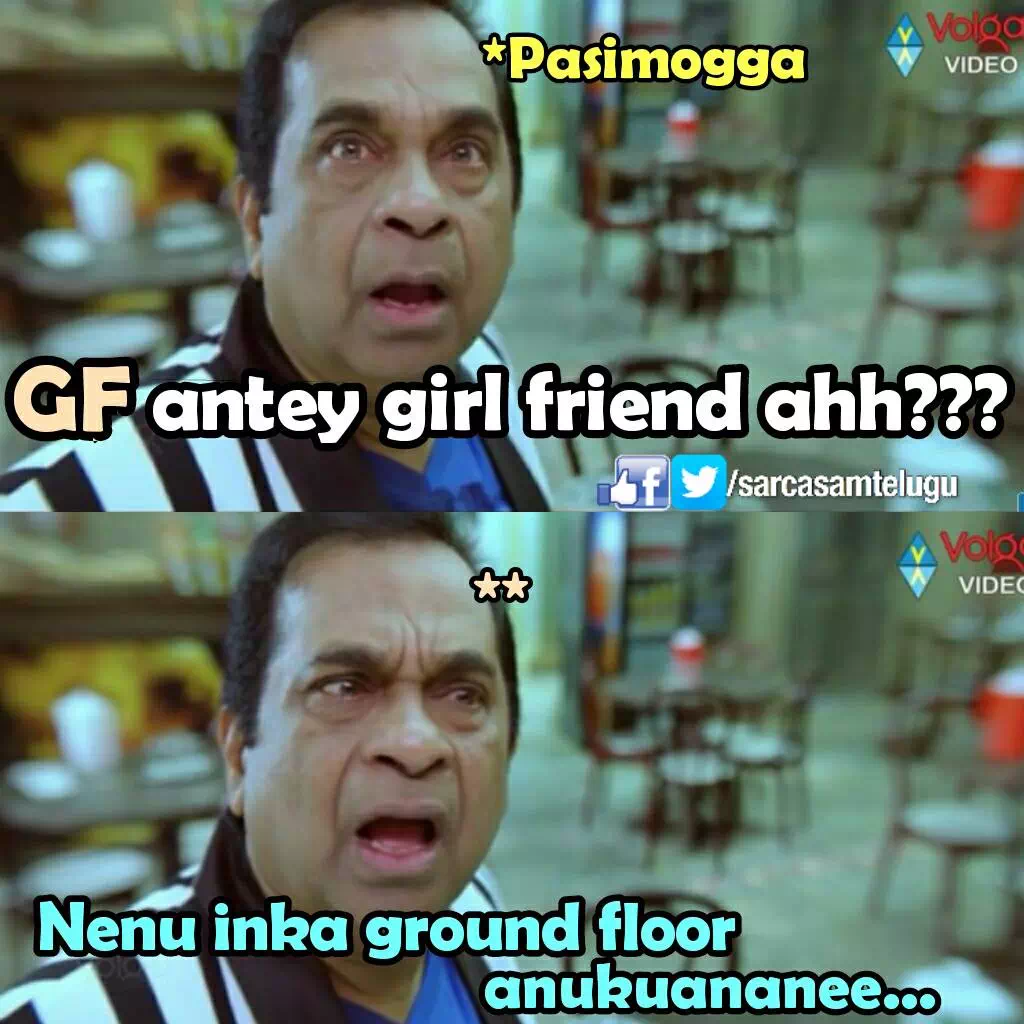 *Pasimogga
Volga
VIDEO
GF antey girl friend ahh???
f /sarcasamtelugu
**
Volga
VIDEO
Nenu inka ground floor
anukuananee...